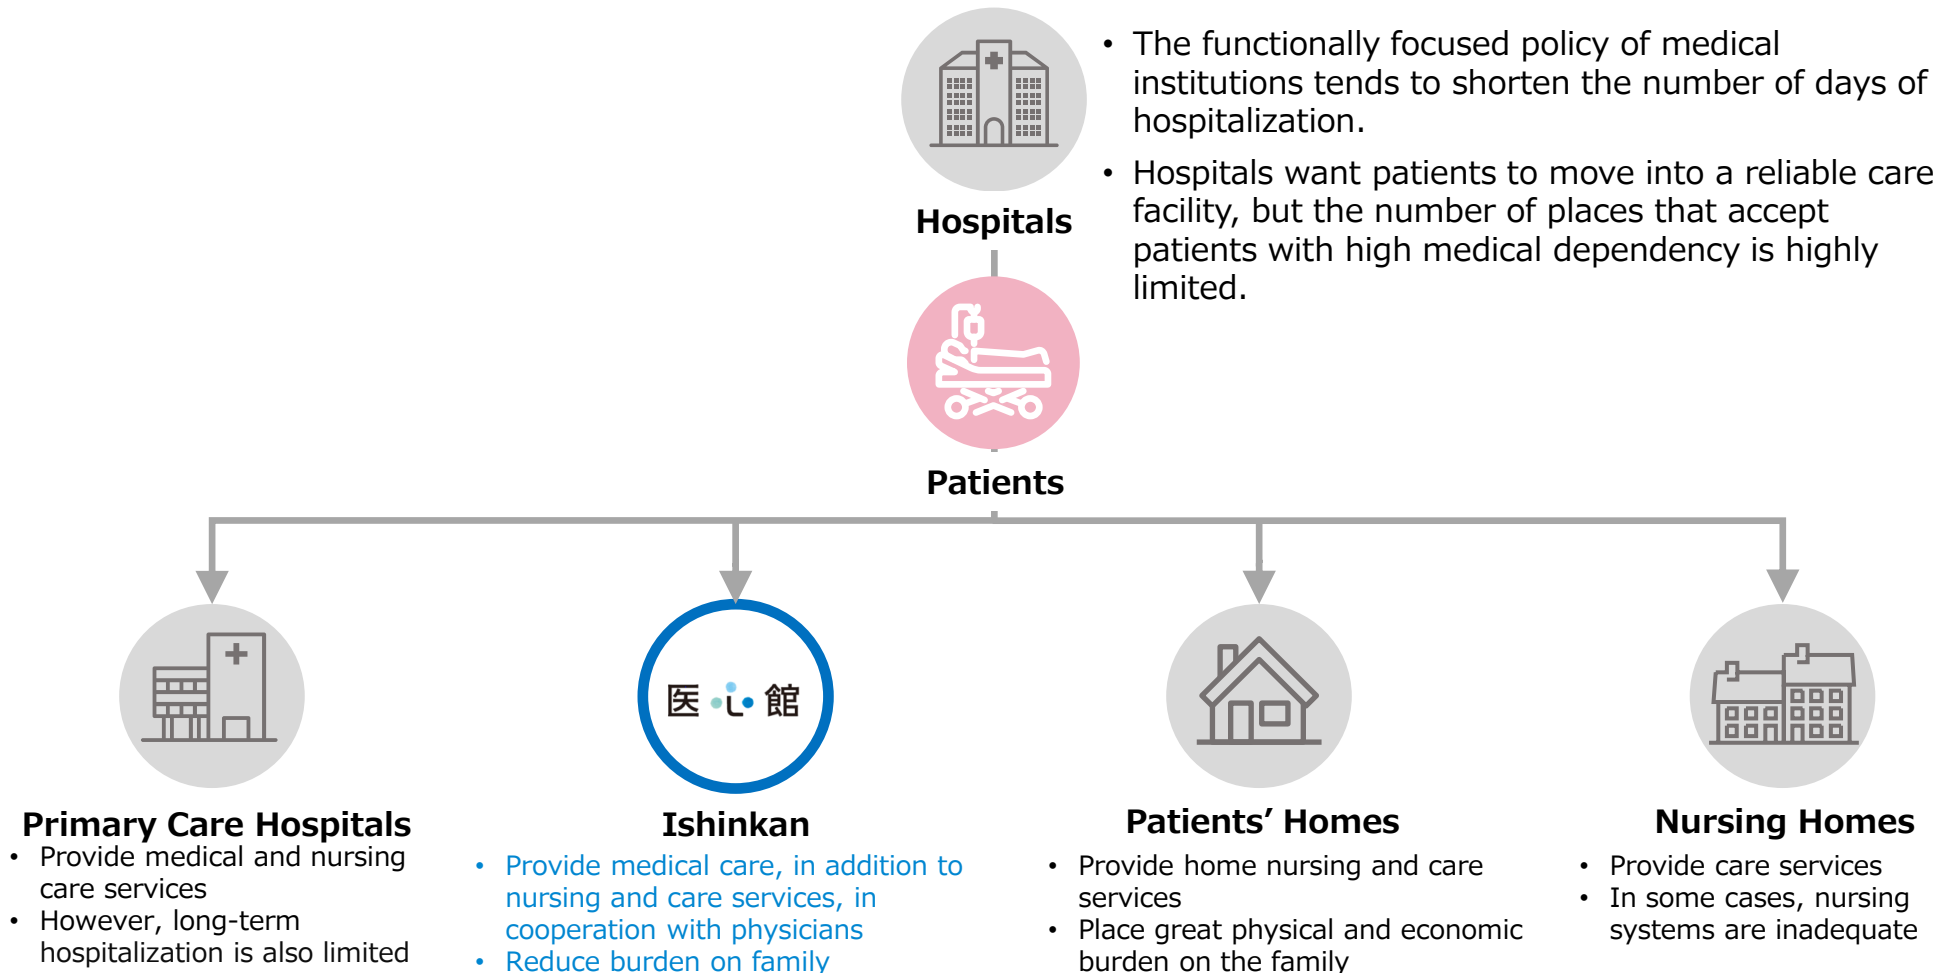 • The functionally focused policy of medical
institutions tends to shorten the number of days of
hospitalization.
• Hospitals want patients to move into a reliable care
facility, but the number of places that accept
patients with high medical dependency is highly
limited.
Hospitals
Patients
医心館
Primary Care Hospitals
• Provide medical and nursing
care services
• However, long-term
hospitalization is also limited
Ishinkan
• Provide medical care, in addition to
nursing and care services, in
cooperation with physicians
• Reduce burden on family
Patients’ Homes
• Provide home nursing and care
services
• Place great physical and economic
burden on the family
Nursing Homes
• Provide care services
• In some cases, nursing
systems are inadequate